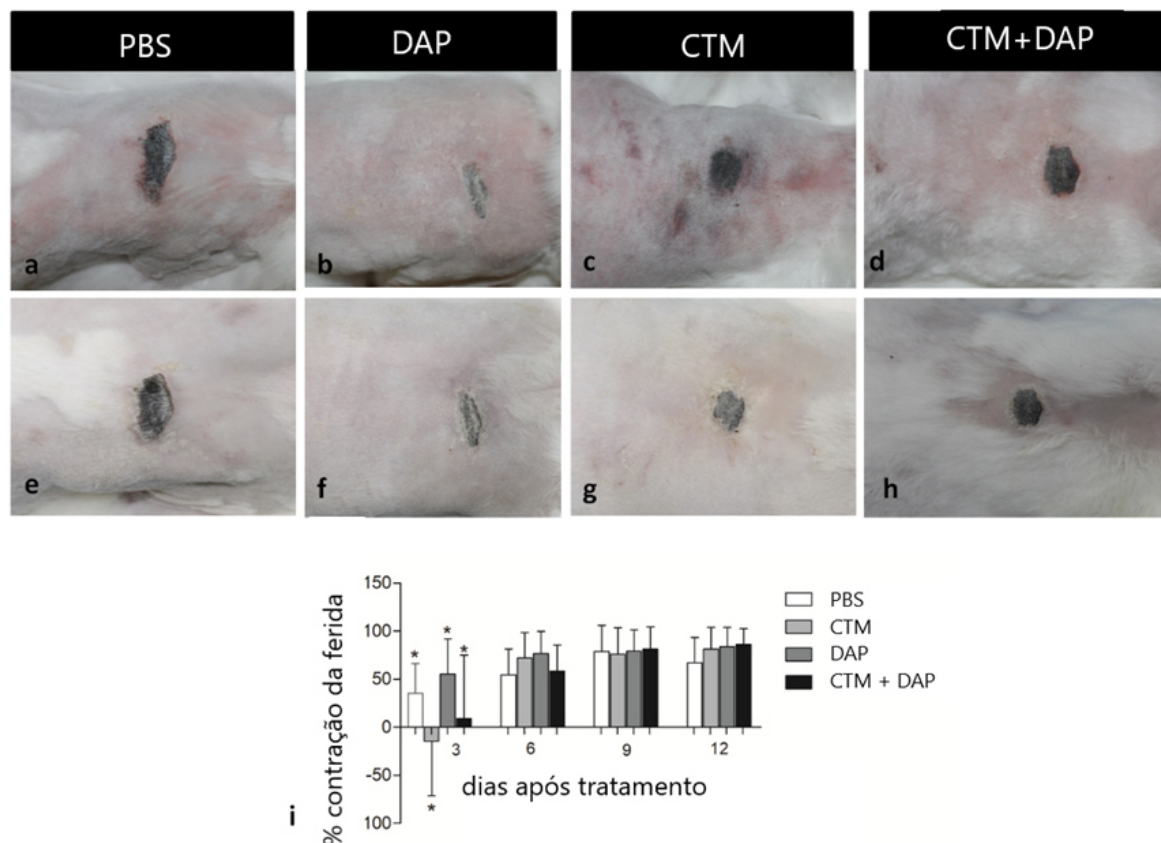 PBS
DAP
CTM
CTM+DAP
a
b
c
d
e
f
g
h
% contração da ferida
150
100
50
0
-50
100
*
*
*
*
3
6
9
12
dias após tratamento
PBS
CTM
DAP
CTM + DAP
i